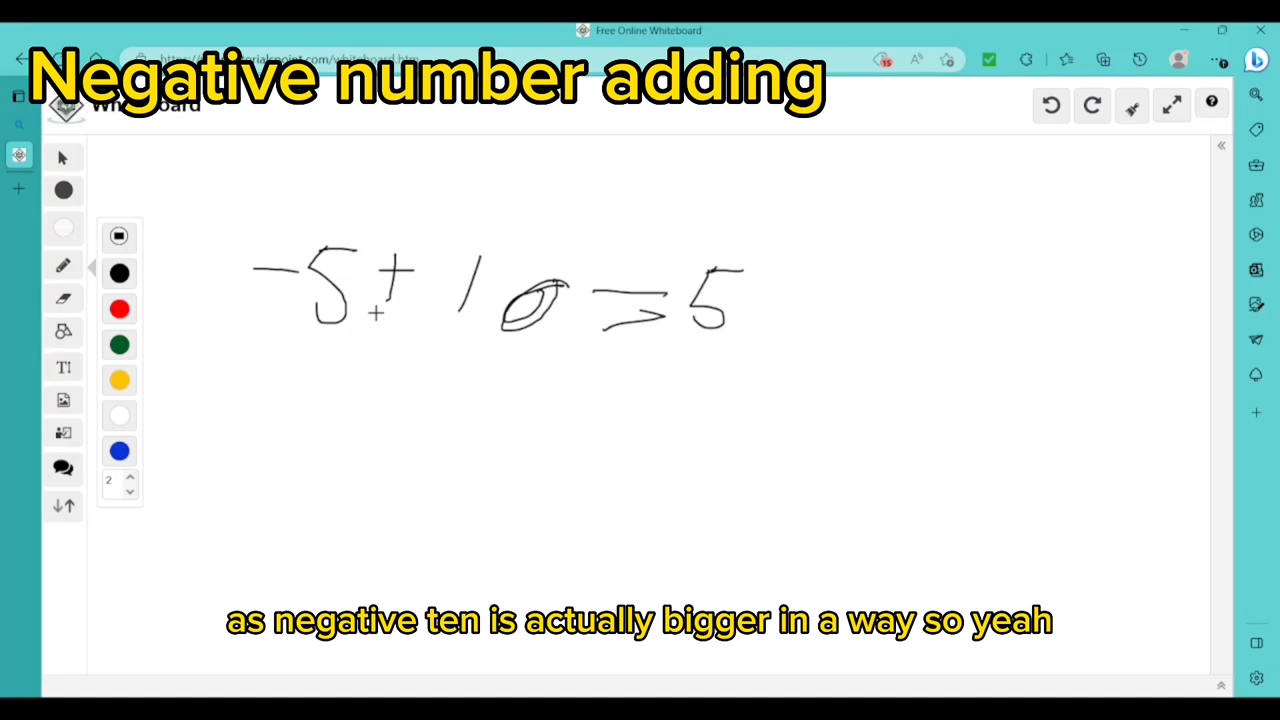 Free Online Whiteboard
Negative number adding
-5 + 10 = 5
2
as negative ten is actually bigger in a way so yeah